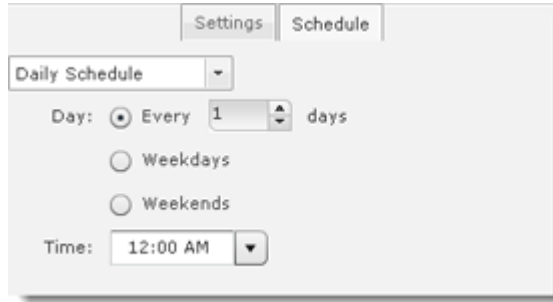 Settings Schedule
Daily Schedule
Day: Every 1 days
Weekdays
Weekends
Time: 12:00 AM